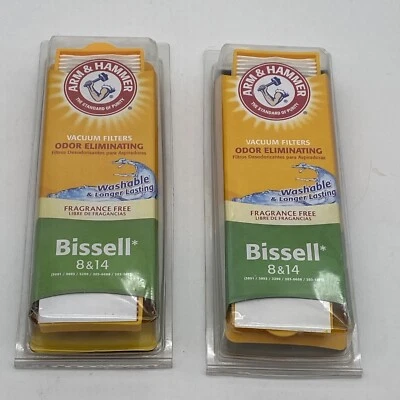 ARM & HAMMER
THE STANDARD OF PURITY
VACUUM FILTERS
ODOR ELIMINATING
Filtros Desodorizantes para Aspiradoras
Washable
& Longer Lasting
FRAGRANCE FREE
LIBRE DE FRAGANCIAS
Bissell*
8 & 14
ARM & HAMMER
THE STANDARD OF PURITY
VACUUM FILTERS
ODOR ELIMINATING
Filtros Desodorizantes para Aspiradoras
Washable
& Longer Lasting
FRAGRANCE FREE
LIBRE DE FRAGANCIAS
Bissell*
8 & 14